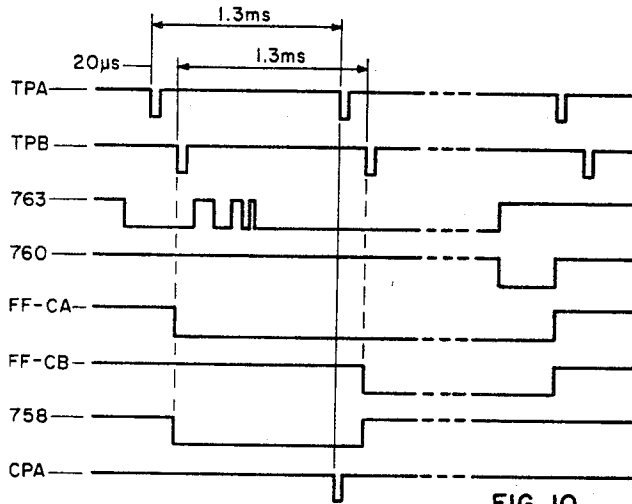 1.3ms
1.3ms
20µs
TPA
TPB
763
760
FF-CA
FF-CB
758
CPA
FIG. 10